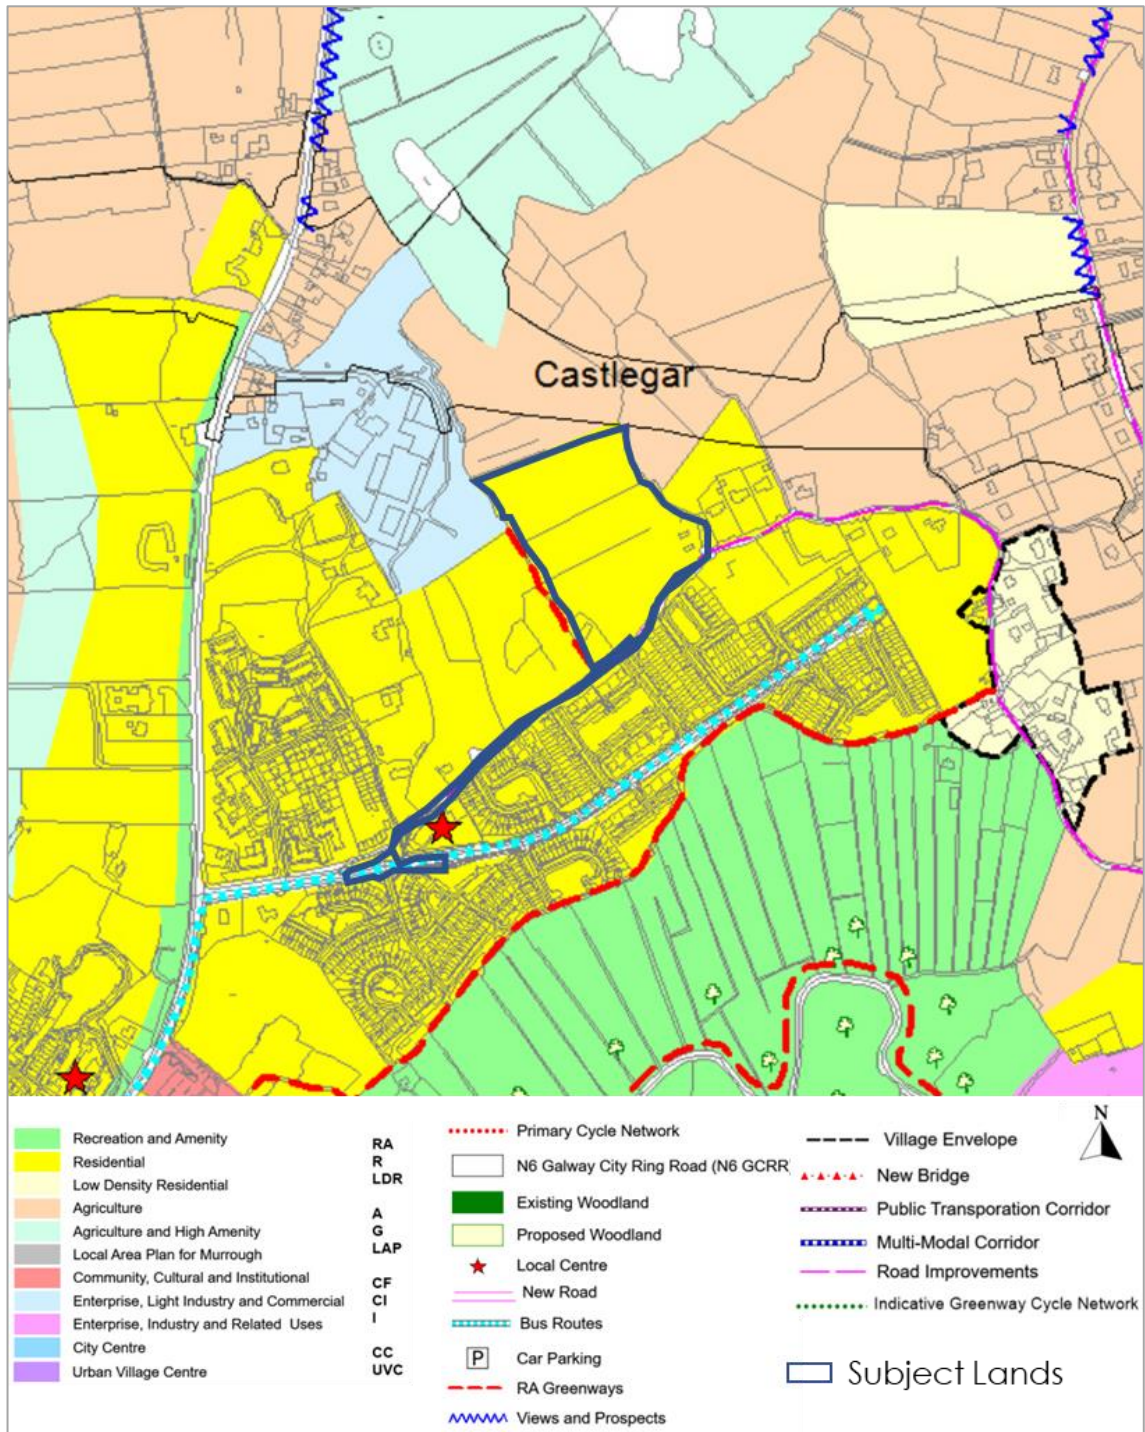 Castlegar
Recreation and Amenity RA
Residential R
Low Density Residential LDR
Agriculture A
Agriculture and High Amenity G
Local Area Plan for Murrough LAP
Community, Cultural and Institutional CF
Enterprise, Light Industry and Commercial CI
Enterprise, Industry and Related Uses I
City Centre CC
Urban Village Centre UVC
Primary Cycle Network
N6 Galway City Ring Road (N6 GCRR)
Existing Woodland
Proposed Woodland
Local Centre
New Road
Bus Routes
P Car Parking
RA Greenways
Views and Prospects
N
Village Envelope
New Bridge
Public Transporation Corridor
Multi-Modal Corridor
Road Improvements
Indicative Greenway Cycle Network
Subject Lands